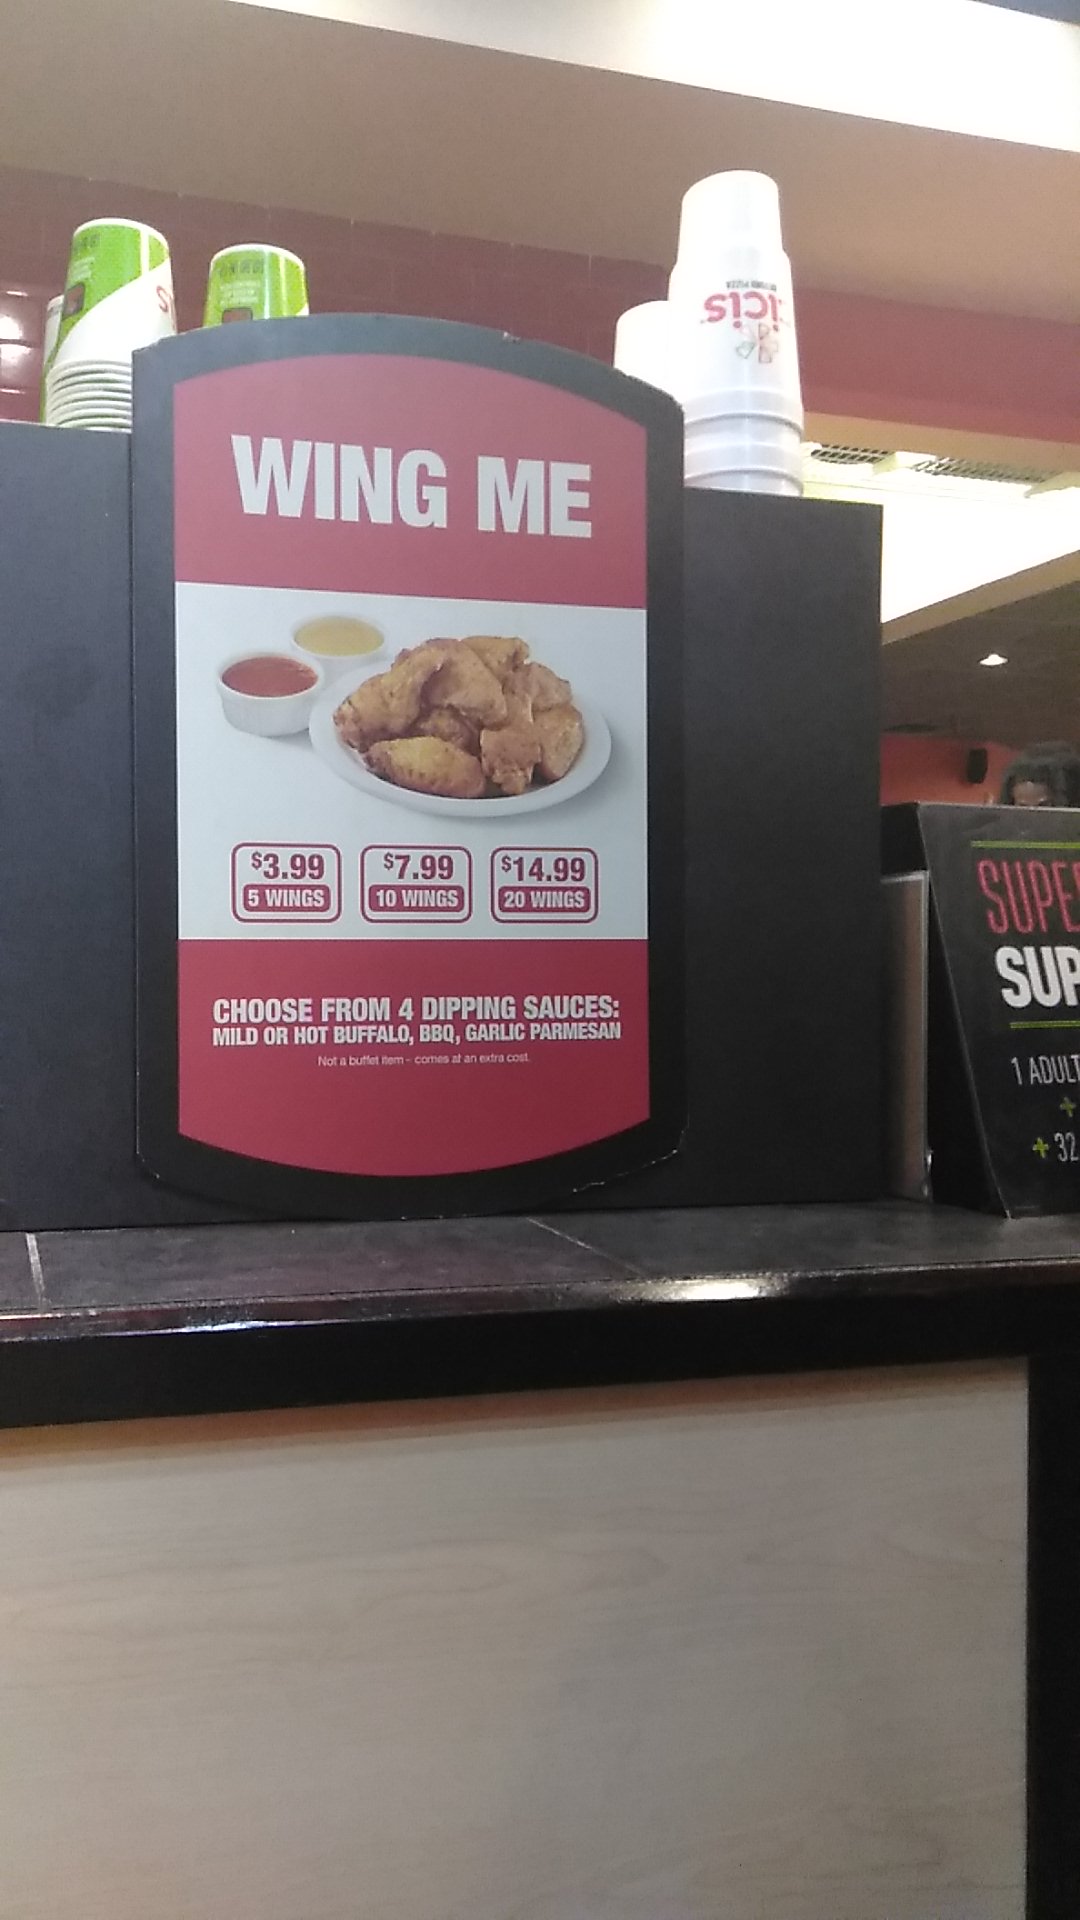 WING ME
$3.99 $7.99 $14.99
5 WINGS 10 WINGS 20 WINGS
CHOOSE FROM 4 DIPPING SAUCES:
MILD OR HOT BUFFALO, BBQ, GARLIC PARMESAN
Not a buffet item - comes at an extra cost.
icis
SUPE
SUP
1 ADULT
+
+ 32